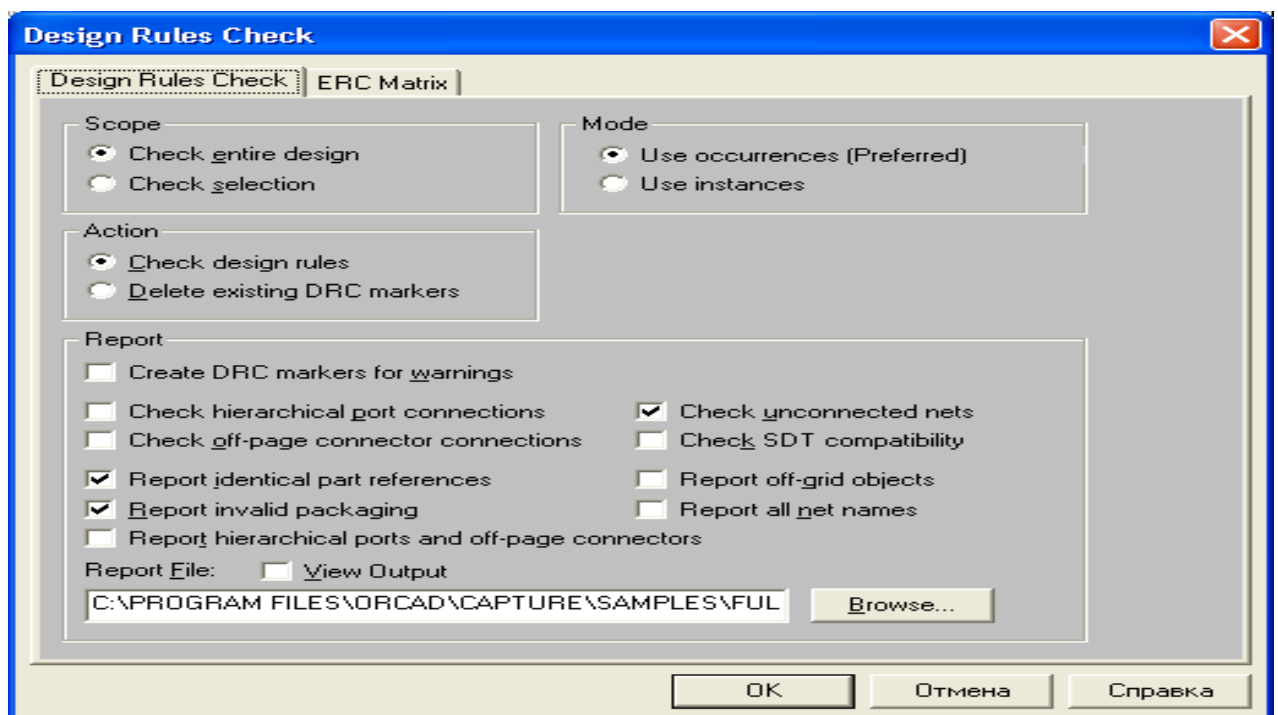 Design Rules Check
Design Rules Check ERC Matrix
Scope Mode
Check entire design Use occurrences (Preferred)
Check selection Use instances
Action
Check design rules
Delete existing DRC markers
Report
Create DRC markers for warnings
Check hierarchical port connections Check unconnected nets
Check off-page connector connections Check SDT compatibility
Report identical part references Report off-grid objects
Report invalid packaging Report all net names
Report hierarchical ports and off-page connectors
Report File: View Output
C:\PROGRAM FILES\ORCAD\CAPTURE\SAMPLES\FUL Browse...
OK Отмена Справка